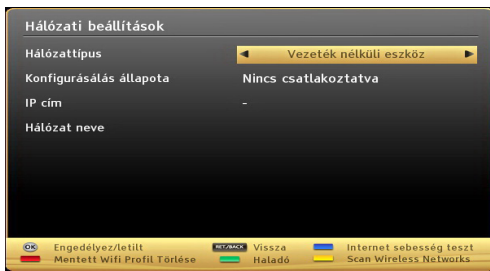 Hálózati beállítások
Hálózattípus Vezeték nélküli eszköz
Konfigurásálás állapota Nincs csatlakoztatva
IP cím -
Hálózat neve
OK Engedélyez/letilt RET./BACK Vissza Internet sebesség teszt
Mentett Wifi Profil Törlése Haladó Scan Wireless Networks